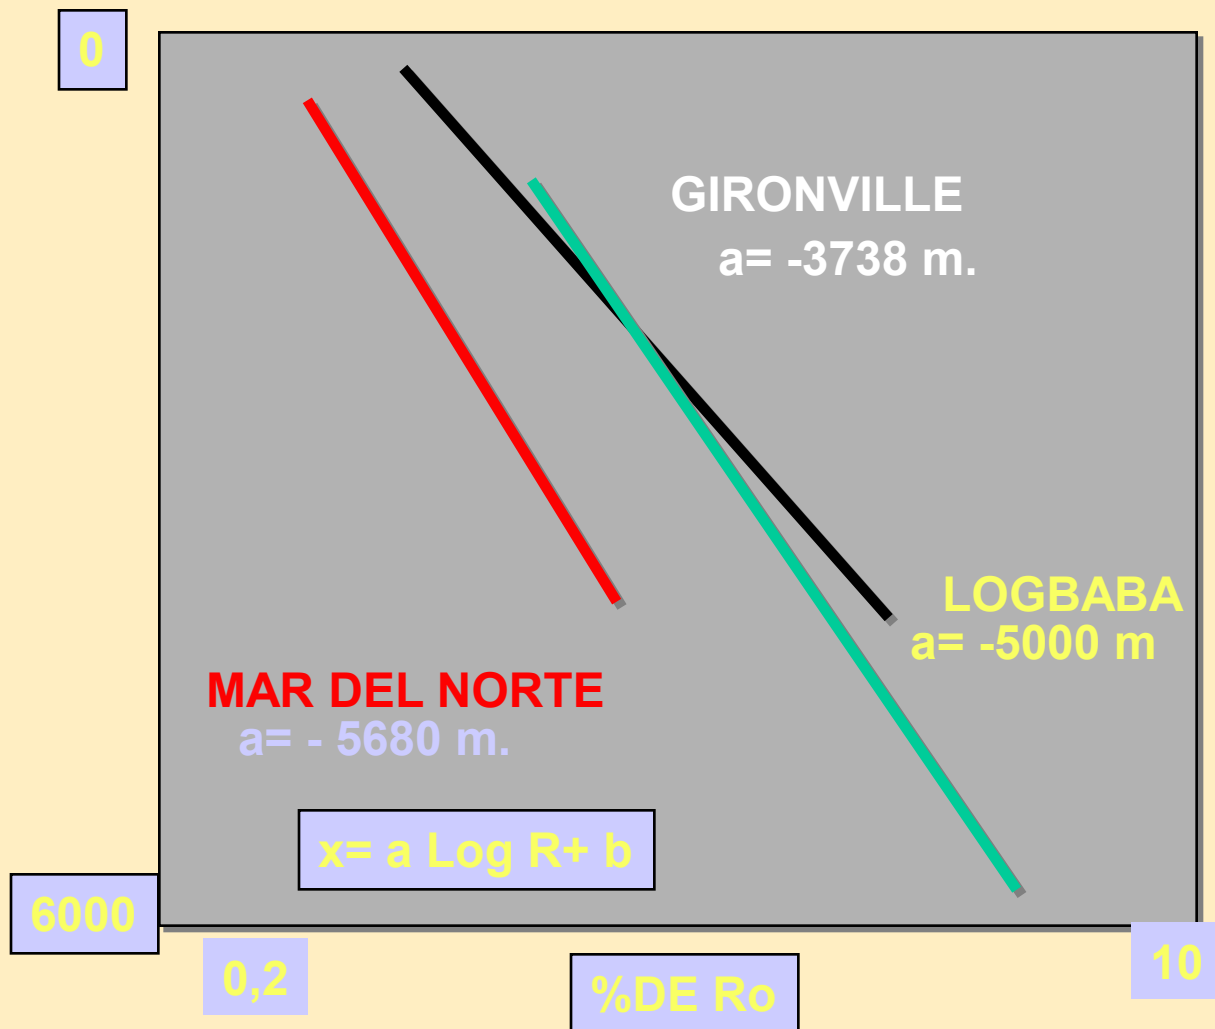 0
GIRONVILLE
a= -3738 m.
LOGBABA
a= -5000 m
MAR DEL NORTE
a= - 5680 m.
x= a Log R+ b
6000
0,2
%DE Ro
10